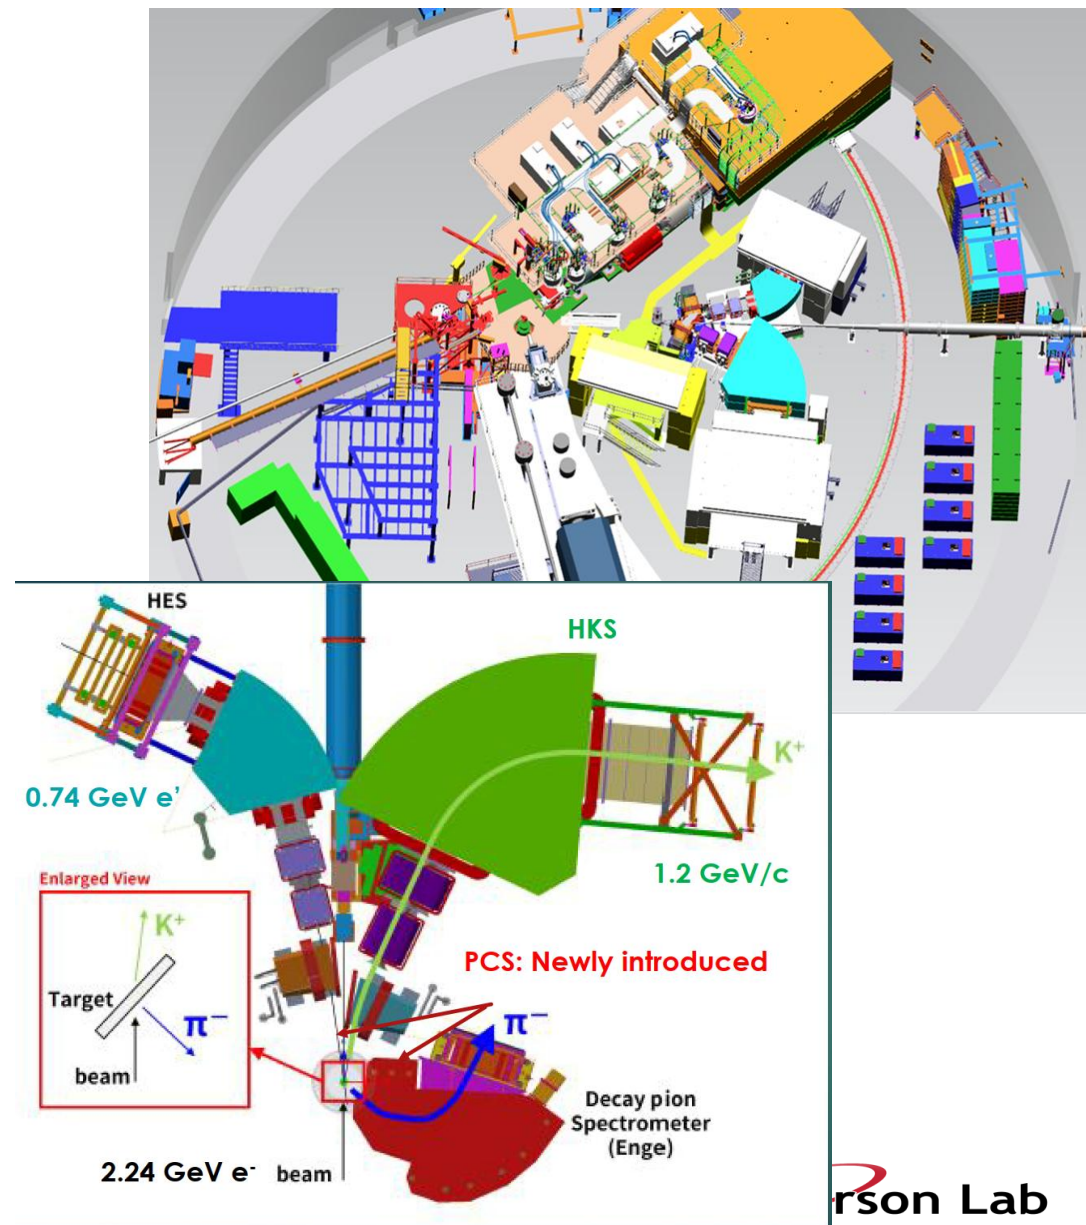 HES
HKS
K+
0.74 GeV e'
1.2 GeV/c
Enlarged View
K+
PCS: Newly introduced
Target
π−
π−
beam
Decay pion
Spectrometer
(Enge)
2.24 GeV e-
beam
rson Lab